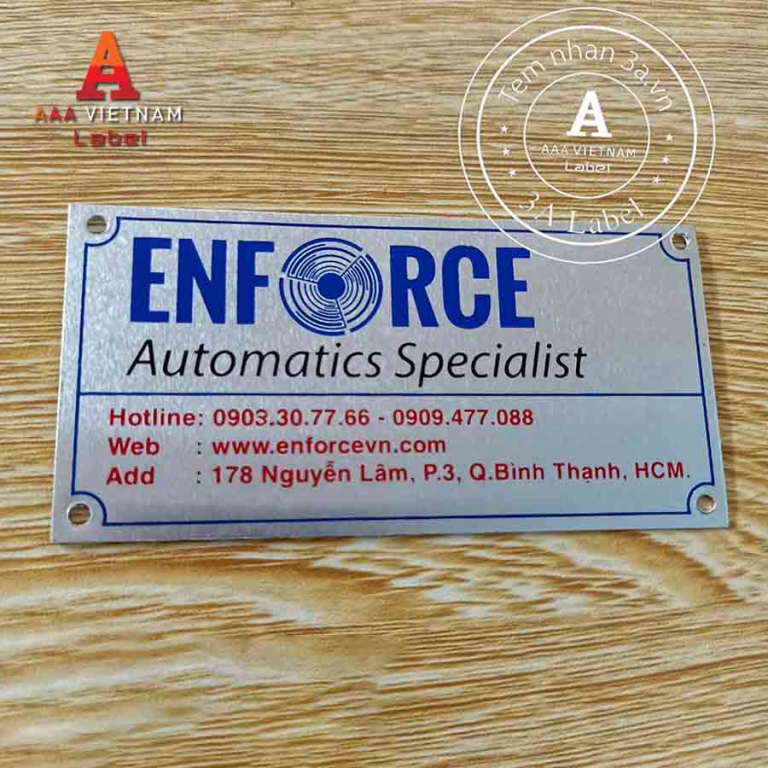 A
AAA VIETNAM
Label
Tem nhan 3a.vn
A
AAA VIETNAM
Label
3A Label
ENFORCE
Automatics Specialist
Hotline: 0903.30.77.66 - 0909.477.088
Web : www.enforcevn.com
Add : 178 Nguyễn Lâm, P.3, Q.Bình Thạnh, HCM.